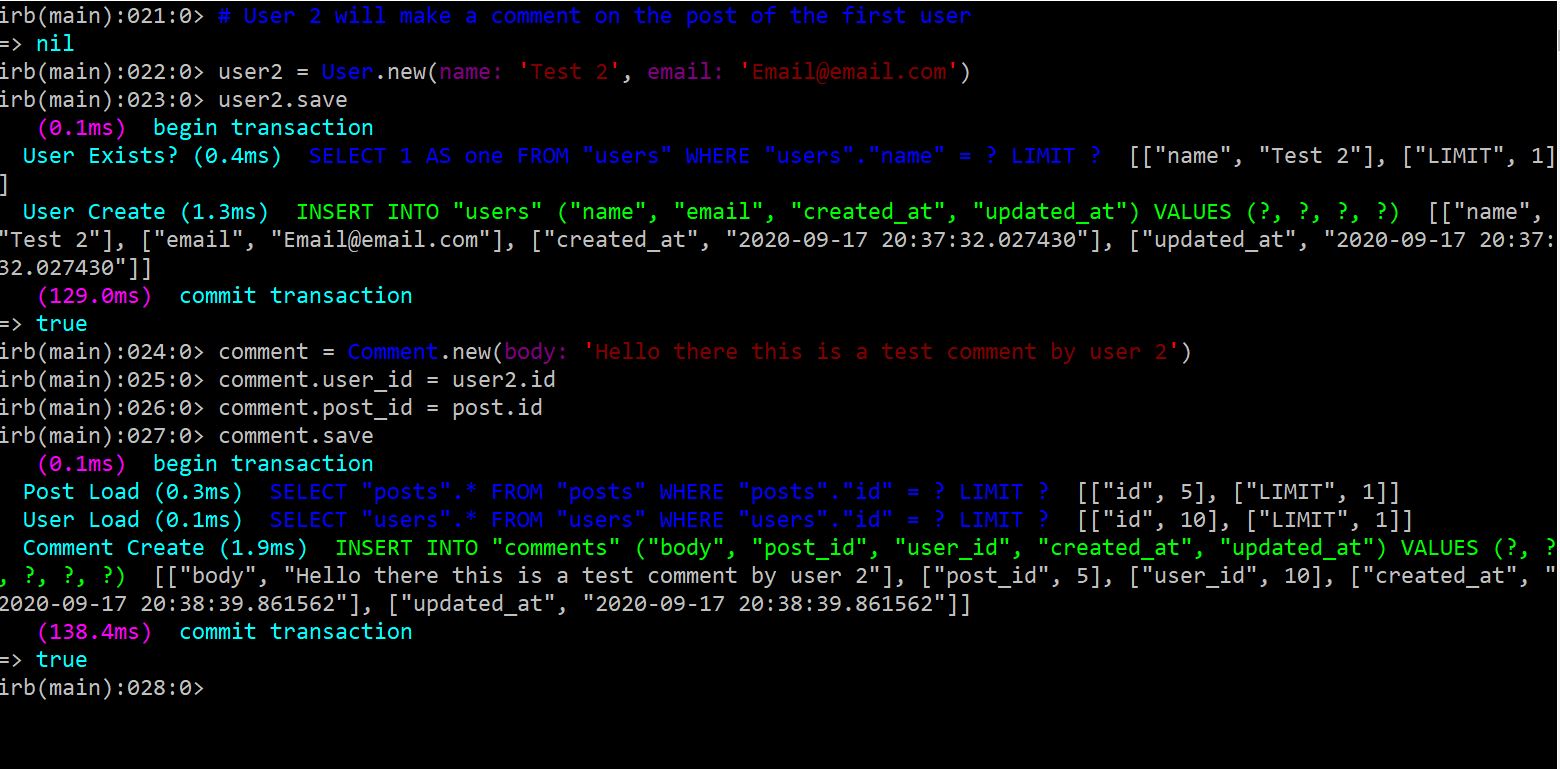 irb(main):021:0> # User 2 will make a comment on the post of the first user
=> nil
irb(main):022:0> user2 = User.new(name: 'Test 2', email: 'Email@email.com')
irb(main):023:0> user2.save
(0.1ms)  begin transaction
User Exists? (0.4ms)  SELECT 1 AS one FROM "users" WHERE "users"."name" = ? LIMIT ?  [["name", "Test 2"], ["LIMIT", 1]
]
User Create (1.3ms)  INSERT INTO "users" ("name", "email", "created_at", "updated_at") VALUES (?, ?, ?, ?)  [["name",
"Test 2"], ["email", "Email@email.com"], ["created_at", "2020-09-17 20:37:32.027430"], ["updated_at", "2020-09-17 20:37:
32.027430"]]
(129.0ms)  commit transaction
=> true
irb(main):024:0> comment = Comment.new(body: 'Hello there this is a test comment by user 2')
irb(main):025:0> comment.user_id = user2.id
irb(main):026:0> comment.post_id = post.id
irb(main):027:0> comment.save
(0.1ms)  begin transaction
Post Load (0.3ms)  SELECT "posts".* FROM "posts" WHERE "posts"."id" = ? LIMIT ?  [["id", 5], ["LIMIT", 1]]
User Load (0.1ms)  SELECT "users".* FROM "users" WHERE "users"."id" = ? LIMIT ?  [["id", 10], ["LIMIT", 1]]
Comment Create (1.9ms)  INSERT INTO "comments" ("body", "post_id", "user_id", "created_at", "updated_at") VALUES (?, ?
, ?, ?, ?)  [["body", "Hello there this is a test comment by user 2"], ["post_id", 5], ["user_id", 10], ["created_at", "
2020-09-17 20:38:39.861562"], ["updated_at", "2020-09-17 20:38:39.861562"]]
(138.4ms)  commit transaction
=> true
irb(main):028:0>